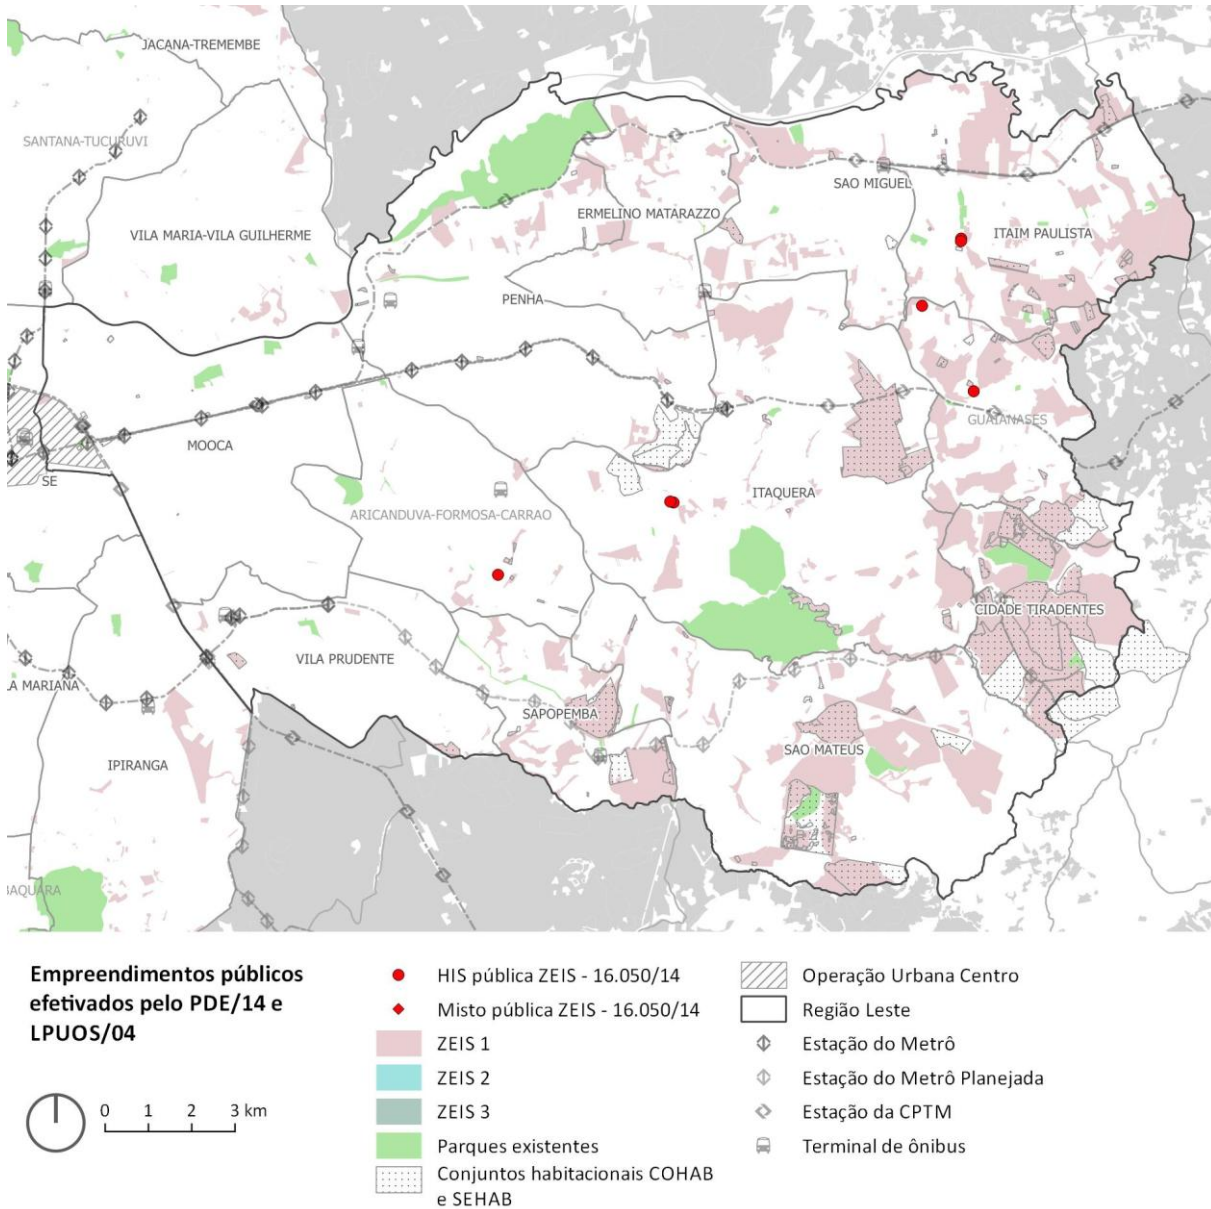 JACANA-TREMEMBE
SANTANA-TUCURUVI
SAO MIGUEL
ERMELINO MATARAZZO
VILA MARIA-VILA GUILHERME
ITAIM PAULISTA
PENHA
GUAIANASES
MOOCA
SE
ITAQUERA
ARICANDUVA-FORMOSA-CARRAO
CIDADE TIRADENTES
VILA PRUDENTE
LA MARIANA
SAPOPEMBA
SAO MATEUS
IPIRANGA
BAQUARA
Empreendimentos públicos
efetivados pelo PDE/14 e
LPUOS/04
0 1 2 3 km
HIS pública ZEIS - 16.050/14
Misto pública ZEIS - 16.050/14
ZEIS 1
ZEIS 2
ZEIS 3
Parques existentes
Conjuntos habitacionais COHAB
e SEHAB
Operação Urbana Centro
Região Leste
Estação do Metrô
Estação do Metrô Planejada
Estação da CPTM
Terminal de ônibus